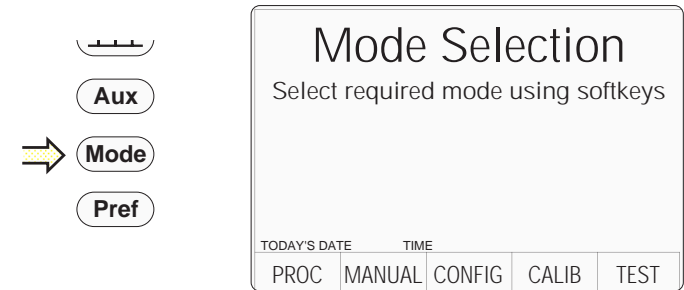 Aux
Mode
Pref
Mode Selection
Select required mode using softkeys
TODAY'S DATE TIME
PROC MANUAL CONFIG CALIB TEST